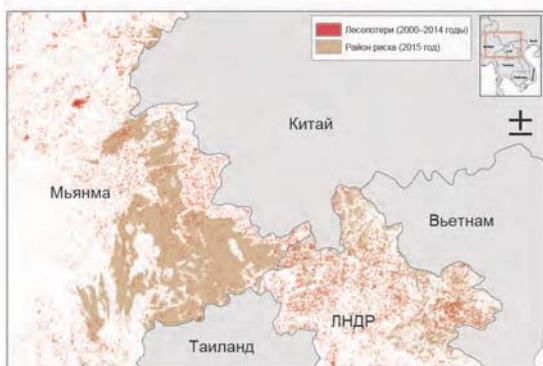 Лесопотери (2000–2014 годы)
Район риска (2015 год)
Китай
Мьянма
Вьетнам
ЛНДР
Таиланд